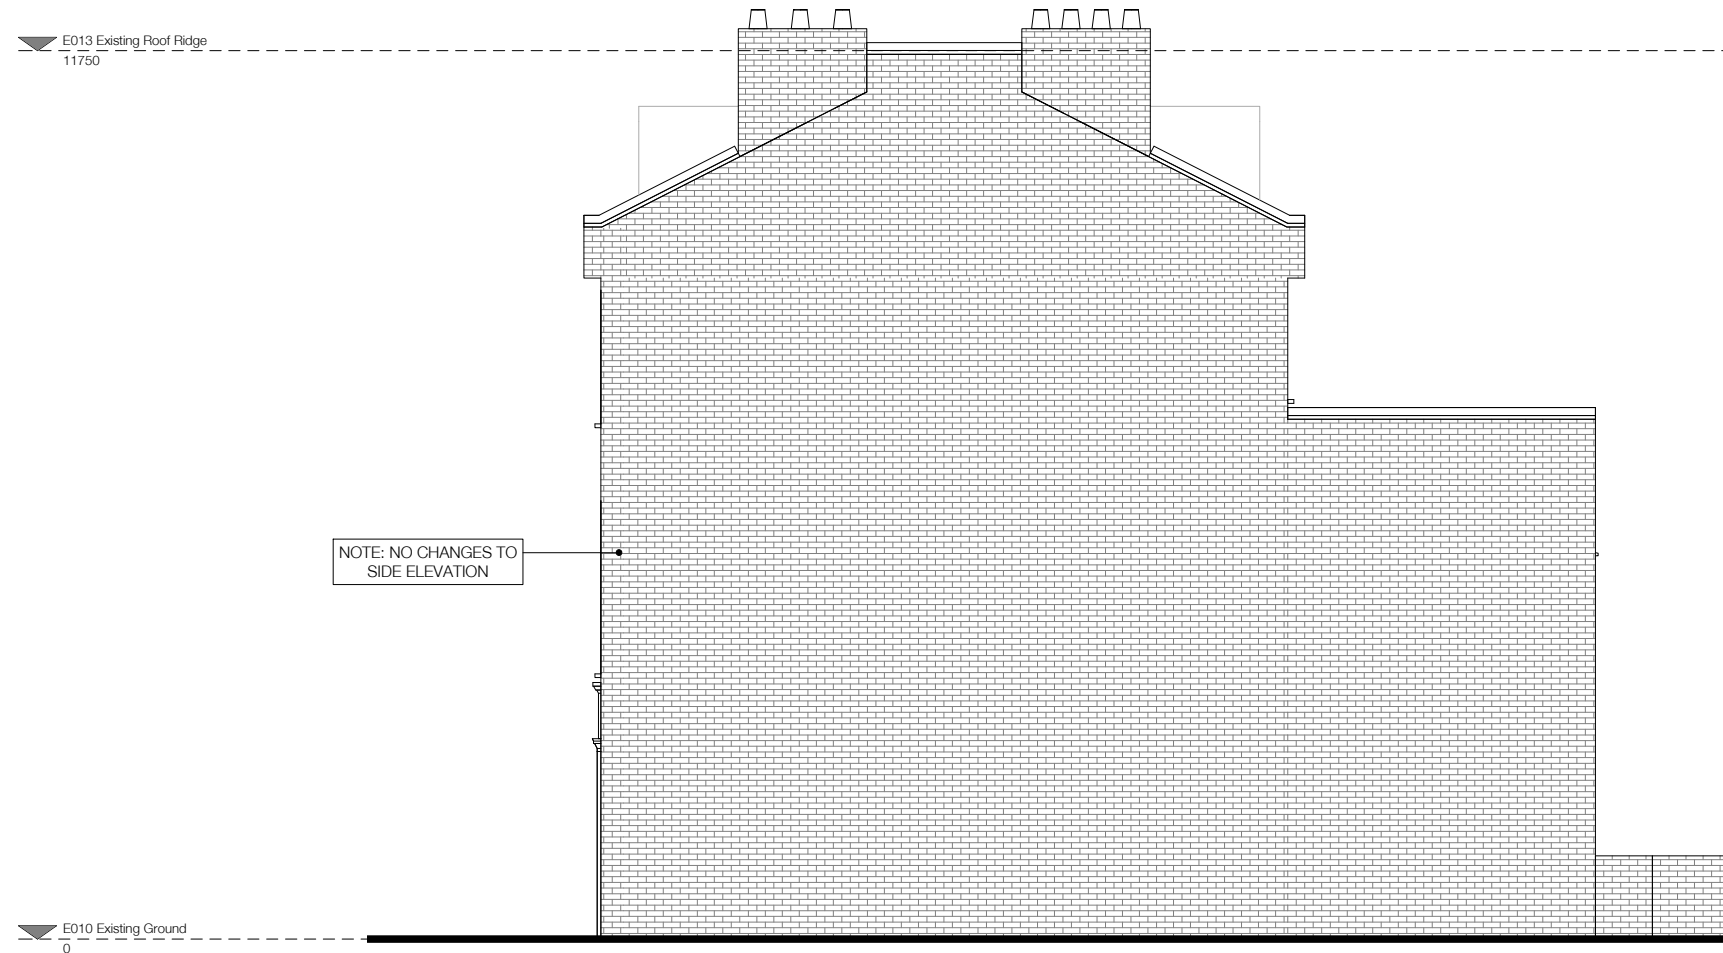 E013 Existing Roof Ridge
11750
NOTE: NO CHANGES TO
SIDE ELEVATION
E010 Existing Ground
0